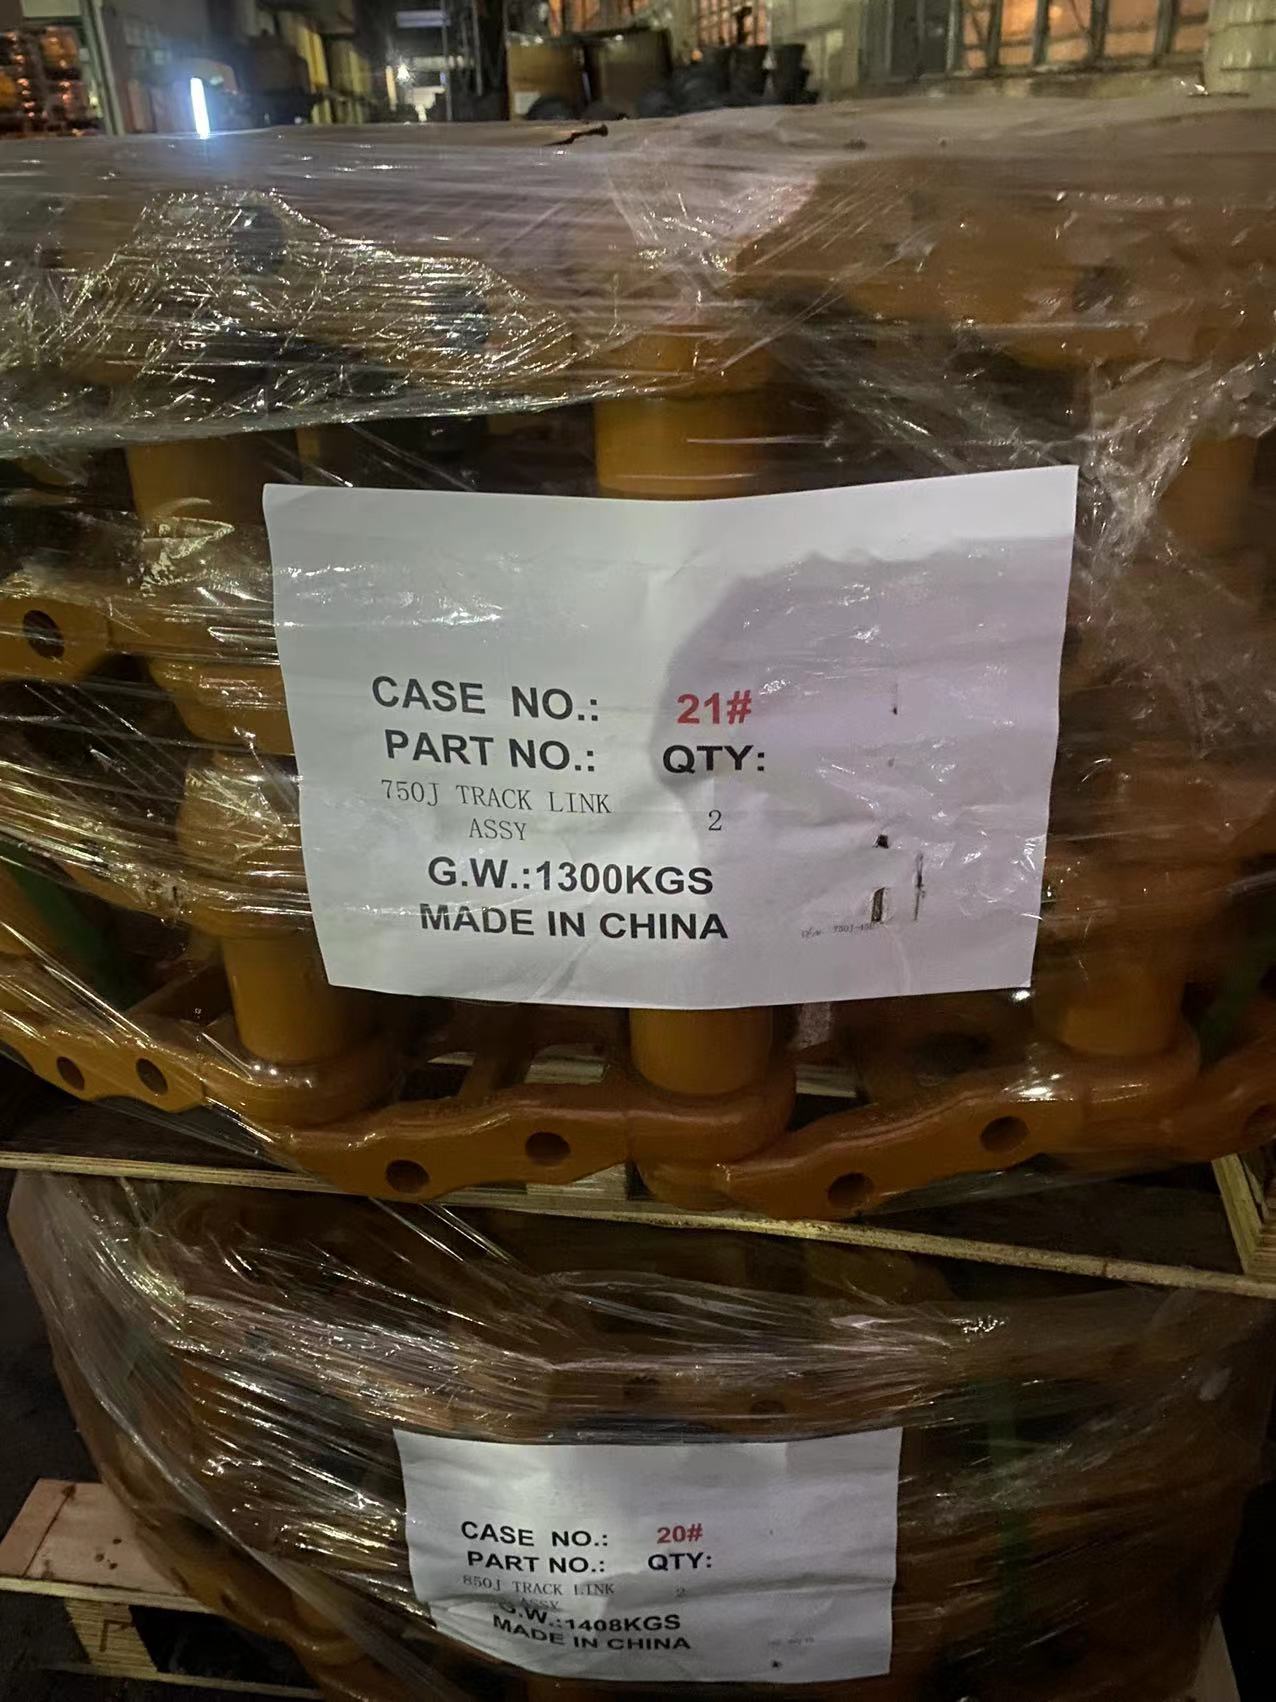 CASE NO.: 21#
PART NO.: QTY:
750J TRACK LINK
ASSY 2
G.W.:1300KGS
MADE IN CHINA
CASE NO.: 20#
PART NO.: QTY:
850J TRACK LINK
ASSY 2
G.W.:1408KGS
MADE IN CHINA